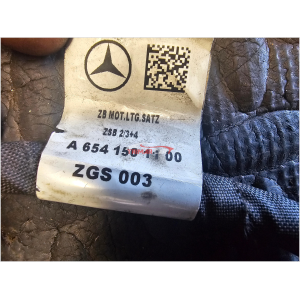 ZB MOT.LTG.SATZ
ZSB 2/3+4
A 654 150 11 00
ZGS 003